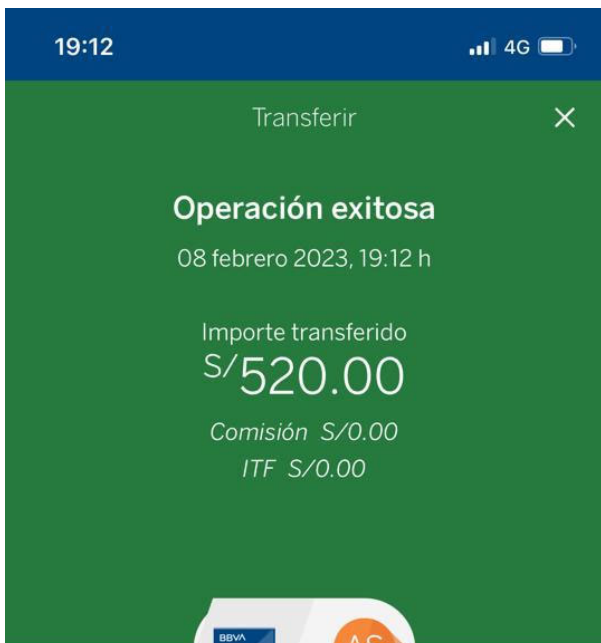 19:12 4G
Transferir
Operación exitosa
08 febrero 2023, 19:12 h
Importe transferido
S/520.00
Comisión S/0.00
ITF S/0.00
BBVA AS